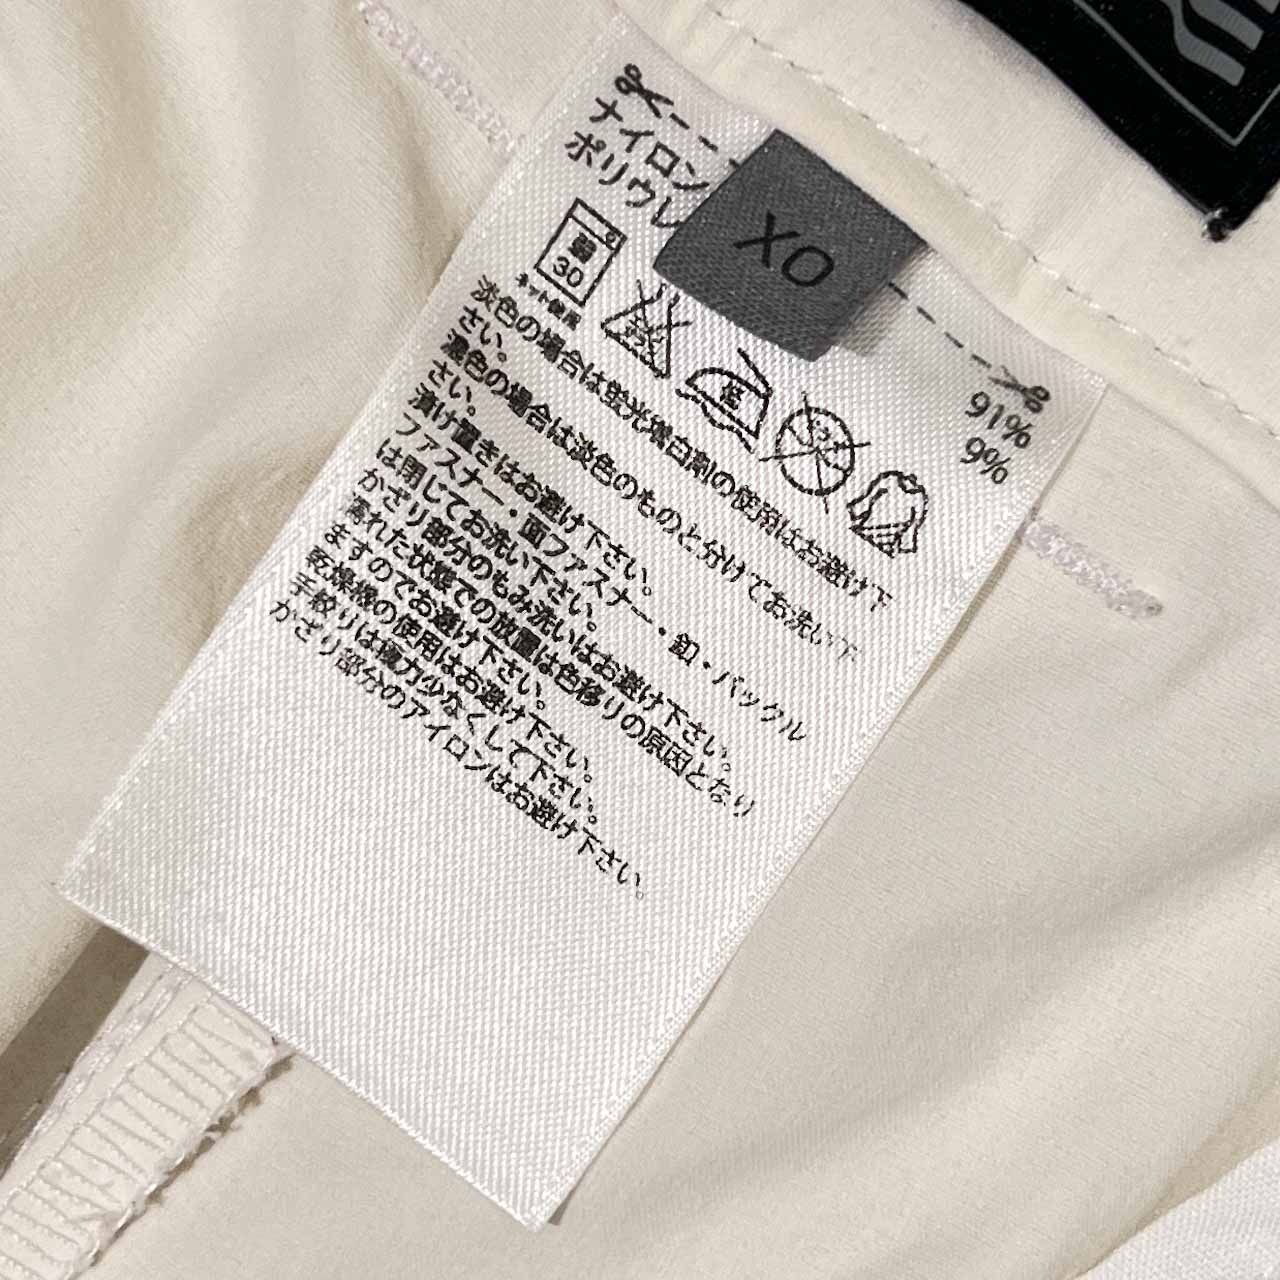 ナイロン 91%
ポリウレ 9%
XO
弱
30
ネット使用
低
淡色の場合は蛍光増白剤の使用はお避け下
さい。
濃色の場合は淡色のものと分けてお洗い下
さい。
漬け置きはお避け下さい。
ファスナー・面ファスナー・釦・バックル
は閉じてお洗い下さい。
かざり部分のもみ洗いはお避け下さい。
濡れた状態での放置は色移りの原因となり
ますのでお避け下さい。
乾燥機の使用はお避け下さい。
手絞りは極力少なくして下さい。
かざり部分のアイロンはお避け下さい。